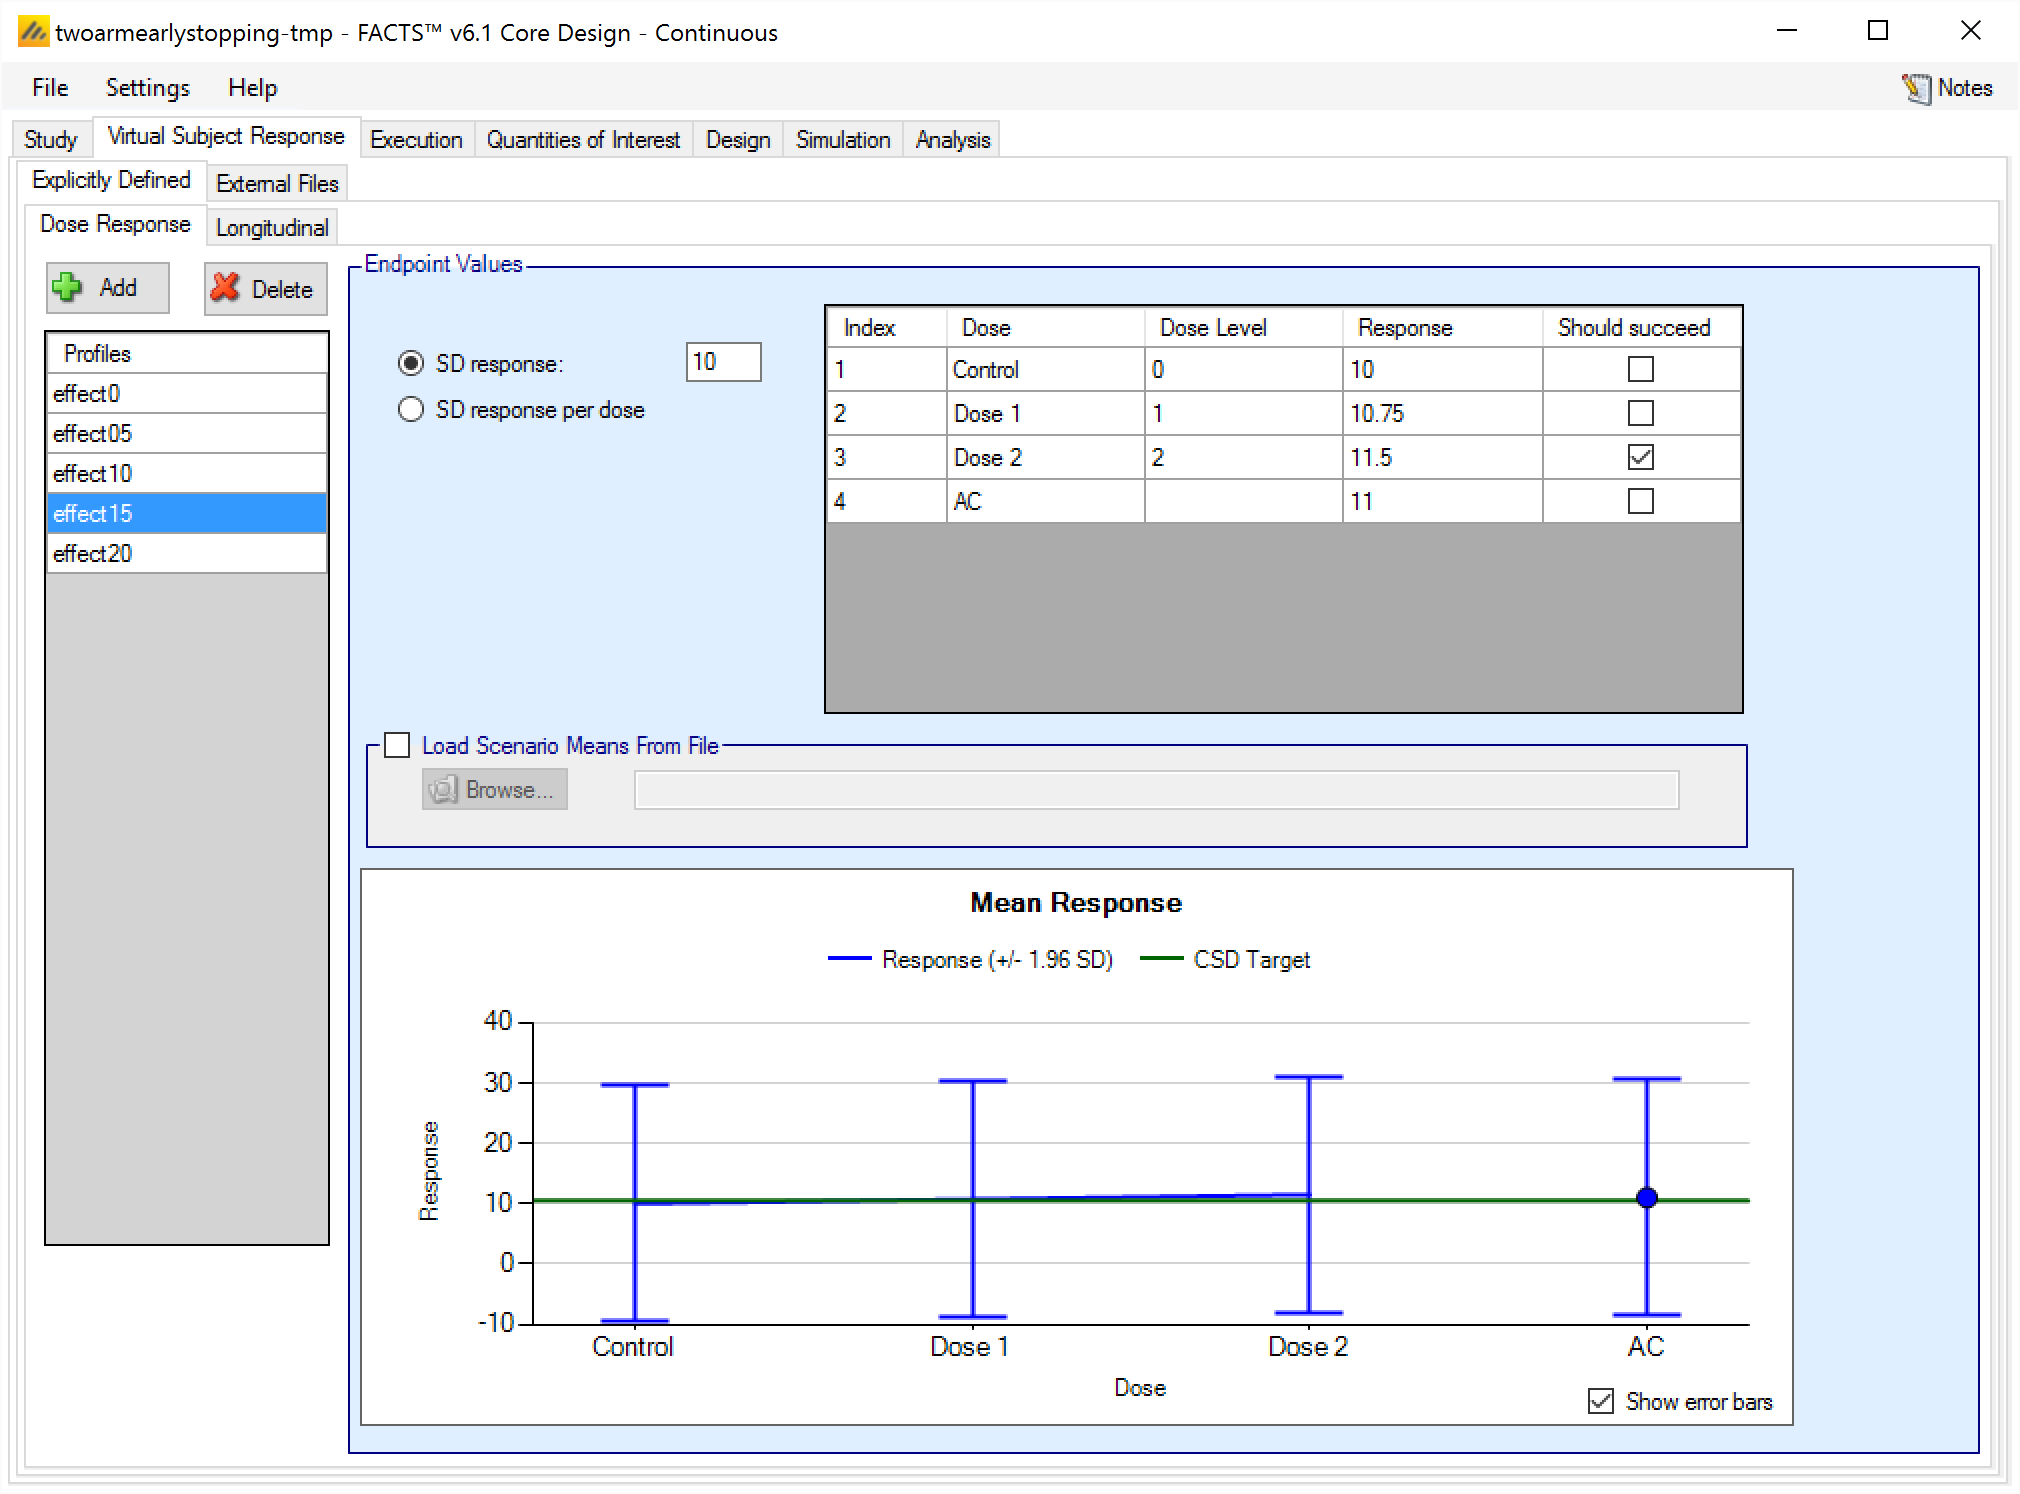 twoarmearlystopping-tmp - FACTS™ v6.1 Core Design - Continuous
File Settings Help Notes
Study Virtual Subject Response Execution Quantities of Interest Design Simulation Analysis
Explicitly Defined External Files
Dose Response Longitudinal
Add Delete
Profiles
effect0
effect05
effect10
effect15
effect20
Endpoint Values
SD response: 10
SD response per dose
Index Dose Dose Level Response Should succeed
1 Control 0 10
2 Dose 1 1 10.75
3 Dose 2 2 11.5
4 AC 11
Load Scenario Means From File
Browse...
Mean Response
Response (+/- 1.96 SD) CSD Target
40
30
20
10
0
-10
Response
Control Dose 1 Dose 2 AC
Dose
Show error bars